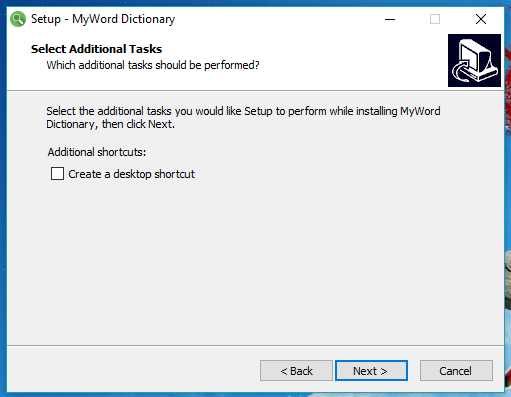 Setup - MyWord Dictionary
Select Additional Tasks
Which additional tasks should be performed?
Select the additional tasks you would like Setup to perform while installing MyWord
Dictionary, then click Next.
Additional shortcuts:
Create a desktop shortcut
< Back
Next >
Cancel